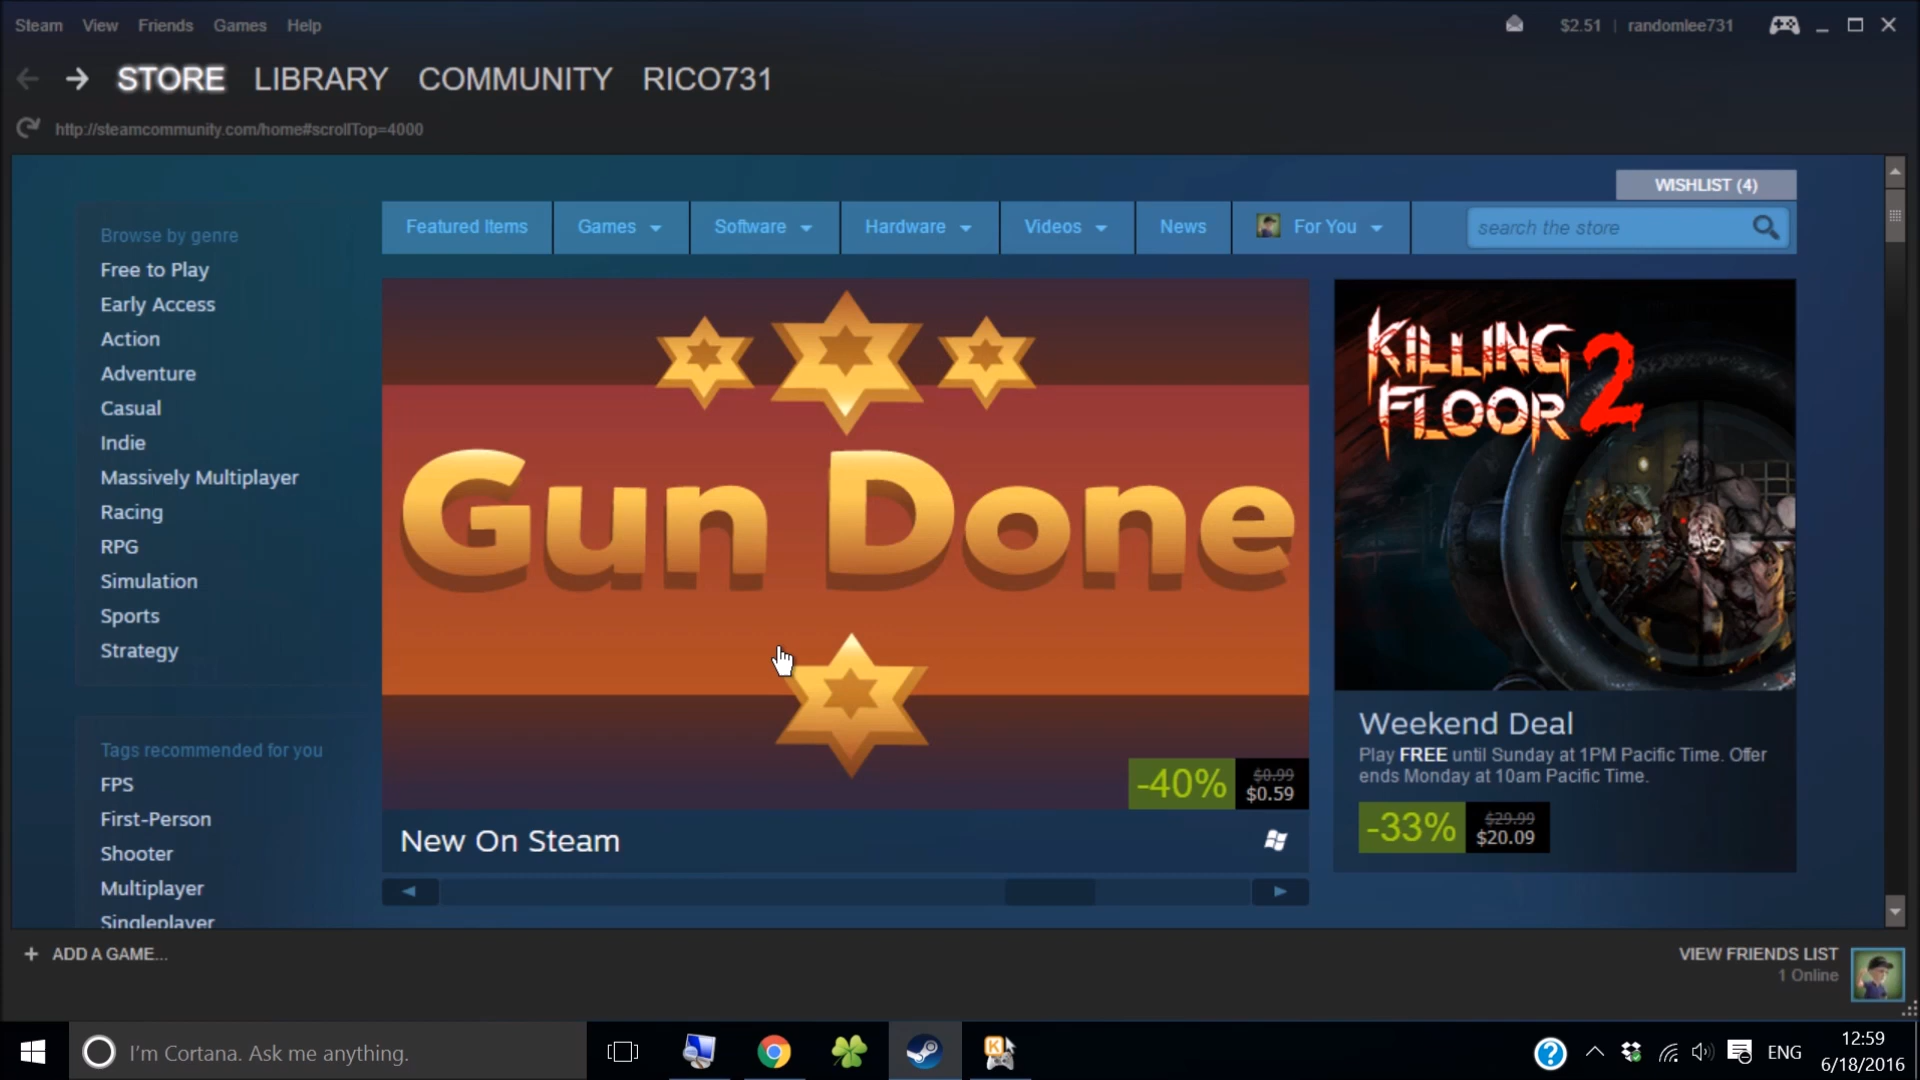 Steam View Friends Games Help
$2.51 | randomlee731
STORE LIBRARY COMMUNITY RICO731
http://steamcommunity.com/home#scrollTop=4000
WISHLIST (4)
Featured Items Games Software Hardware Videos News For You search the store
Browse by genre
Free to Play
Early Access
Action
Adventure
Casual
Indie
Massively Multiplayer
Racing
RPG
Simulation
Sports
Strategy
Tags recommended for you
FPS
First-Person
Shooter
Multiplayer
Singleplayer
Gun Done
-40% $0.99
$0.59
New On Steam
KILLING
FLOOR 2
Weekend Deal
Play FREE until Sunday at 1PM Pacific Time. Offer
ends Monday at 10am Pacific Time.
-33% $29.99
$20.09
+ ADD A GAME...
VIEW FRIENDS LIST
1 Online
I'm Cortana. Ask me anything.
ENG
12:59
6/18/2016